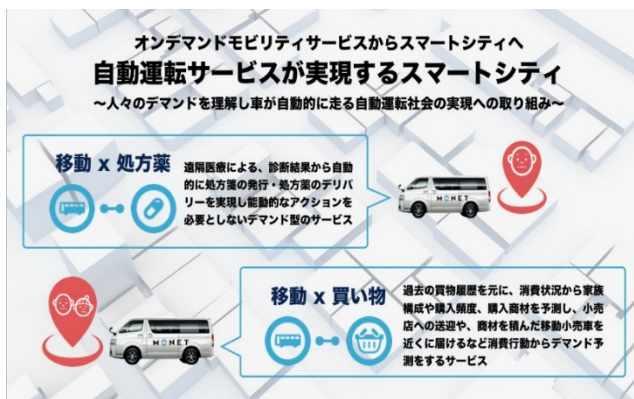 オンデマンドモビリティサービスからスマートシティへ
自動運転サービスが実現するスマートシティ
〜人々のデマンドを理解し車が自動的に走る自動運転社会の実現への取り組み〜
移動 x 処方薬
遠隔医療による、診断結果から自動
的に処方箋の発行・処方薬のデリバ
リーを実現し能動的なアクションを
必要としないデマンド型のサービス
MONET
移動 x 買い物
過去の買物履歴を元に、消費状況から家族
構成や購入頻度、購入商材を予測し、小売
店への送迎や、商材を積んだ移動小売車を
近くに届けるなど消費行動からデマンド予
測をするサービス
MONET